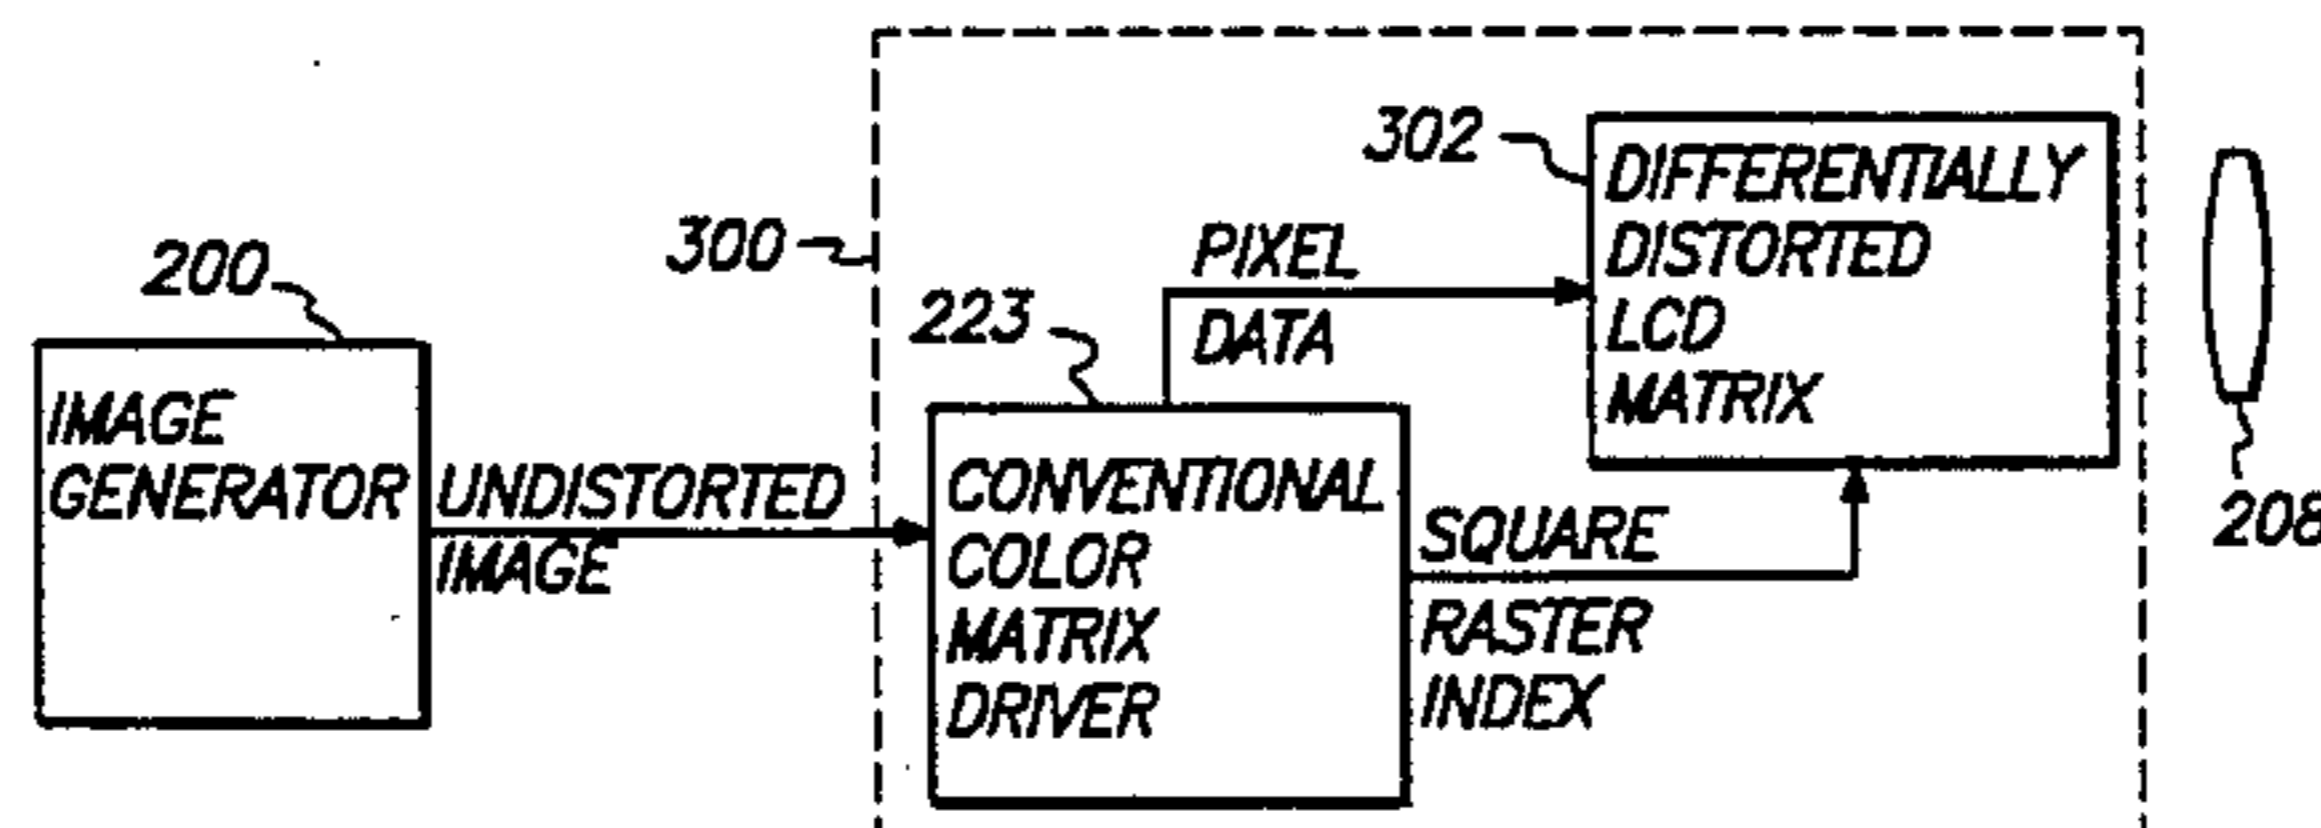 200
IMAGE
GENERATOR
UNDISTORTED
IMAGE
300
223
CONVENTIONAL
COLOR
MATRIX
DRIVER
PIXEL
DATA
SQUARE
RASTER
INDEX
302
DIFFERENTIALLY
DISTORTED
LCD
MATRIX
208